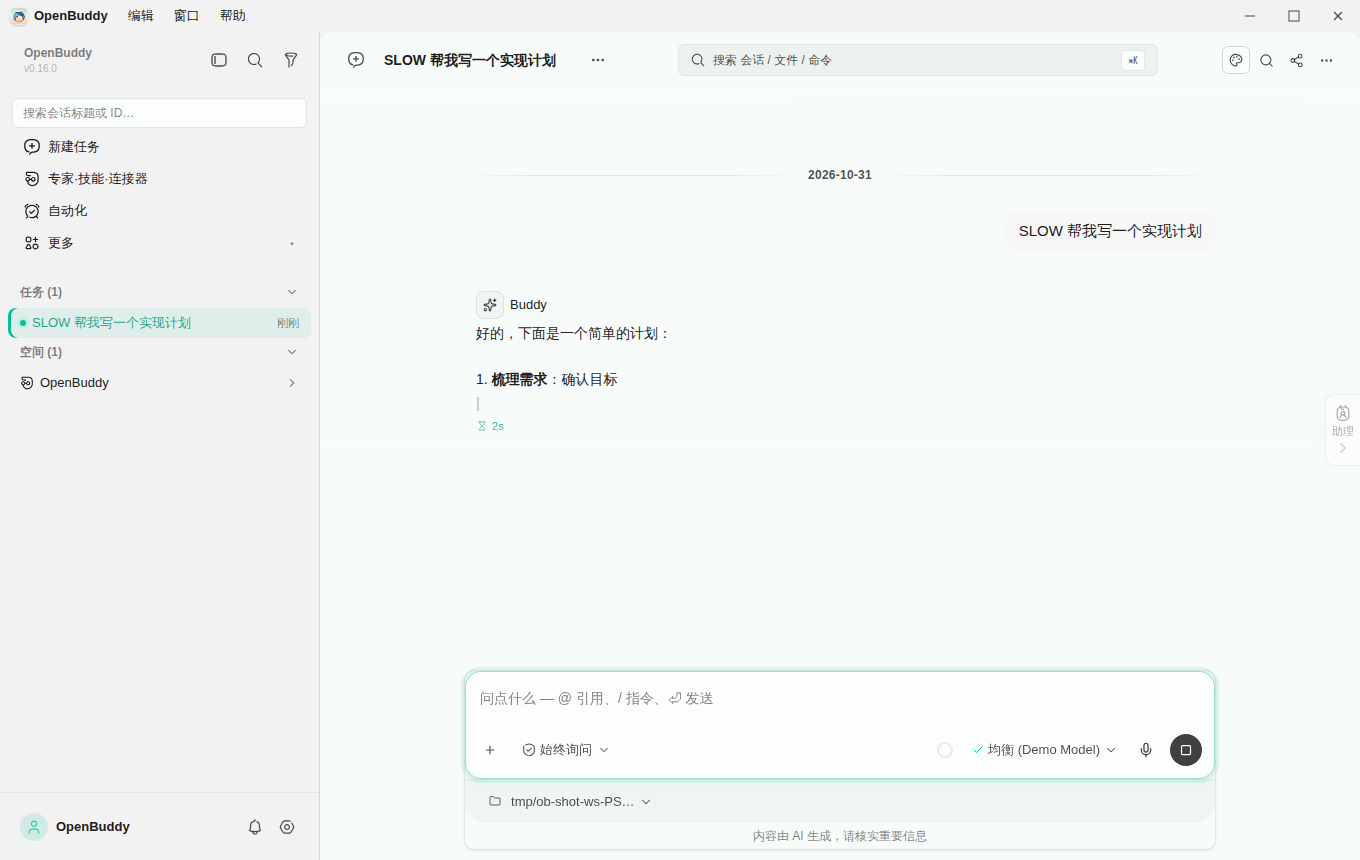 OpenBuddy 编辑 窗口 帮助
OpenBuddy
v0.16.0
搜索会话标题或 ID…
新建任务
专家·技能·连接器
自动化
更多
任务 (1)
SLOW 帮我写一个实现计划 刚刚
空间 (1)
OpenBuddy
OpenBuddy
SLOW 帮我写一个实现计划
搜索 会话 / 文件 / 命令 ⌘K
2026-10-31
SLOW 帮我写一个实现计划
Buddy
好的，下面是一个简单的计划：
1. 梳理需求：确认目标
2s
助理
问点什么 — @ 引用、/ 指令、⏎ 发送
始终询问
均衡 (Demo Model)
tmp/ob-shot-ws-PS…
内容由 AI 生成，请核实重要信息